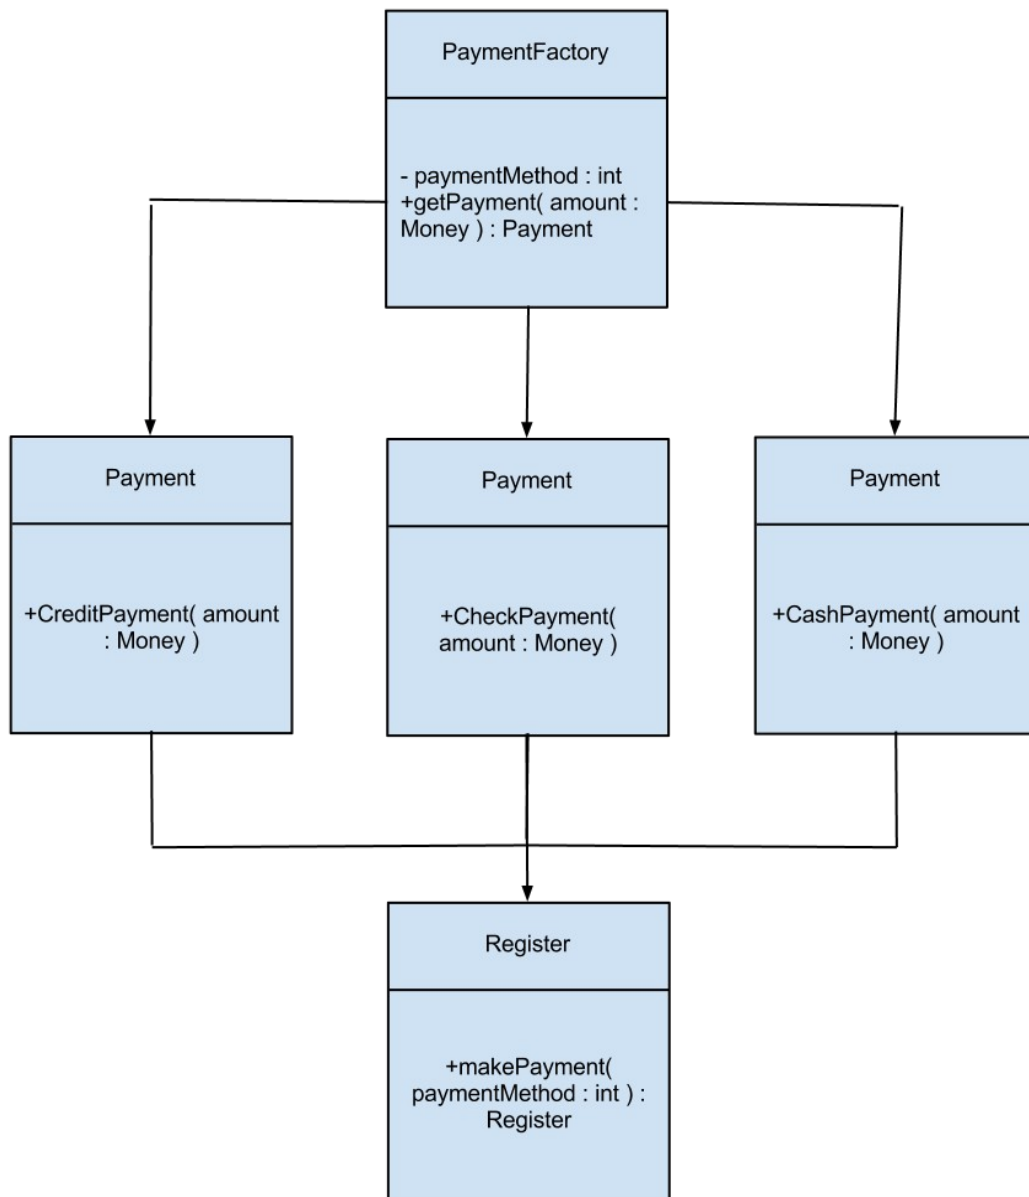 PaymentFactory
- paymentMethod : int
+getPayment( amount :
Money ) : Payment
Payment
+CreditPayment( amount
: Money )
Payment
+CheckPayment(
amount : Money )
Payment
+CashPayment( amount
: Money )
Register
+makePayment(
paymentMethod : int ) :
Register